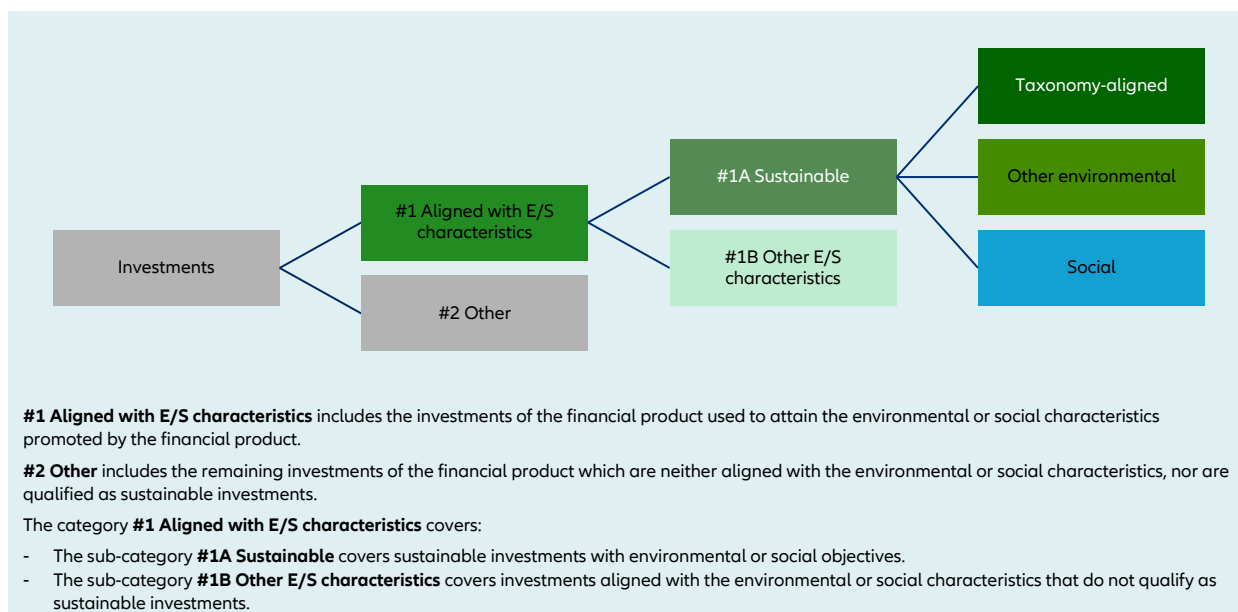 Taxonomy-aligned
#1A Sustainable
Other environmental
#1 Aligned with E/S
characteristics
#1B Other E/S
characteristics
Investments
Social
#2 Other
#1 Aligned with E/S characteristics includes the investments of the financial product used to attain the environmental or social characteristics
promoted by the financial product.
#2 Other includes the remaining investments of the financial product which are neither aligned with the environmental or social characteristics, nor are
qualified as sustainable investments.
The category #1 Aligned with E/S characteristics covers:
- The sub-category #1A Sustainable covers sustainable investments with environmental or social objectives.
- The sub-category #1B Other E/S characteristics covers investments aligned with the environmental or social characteristics that do not qualify as
sustainable investments.